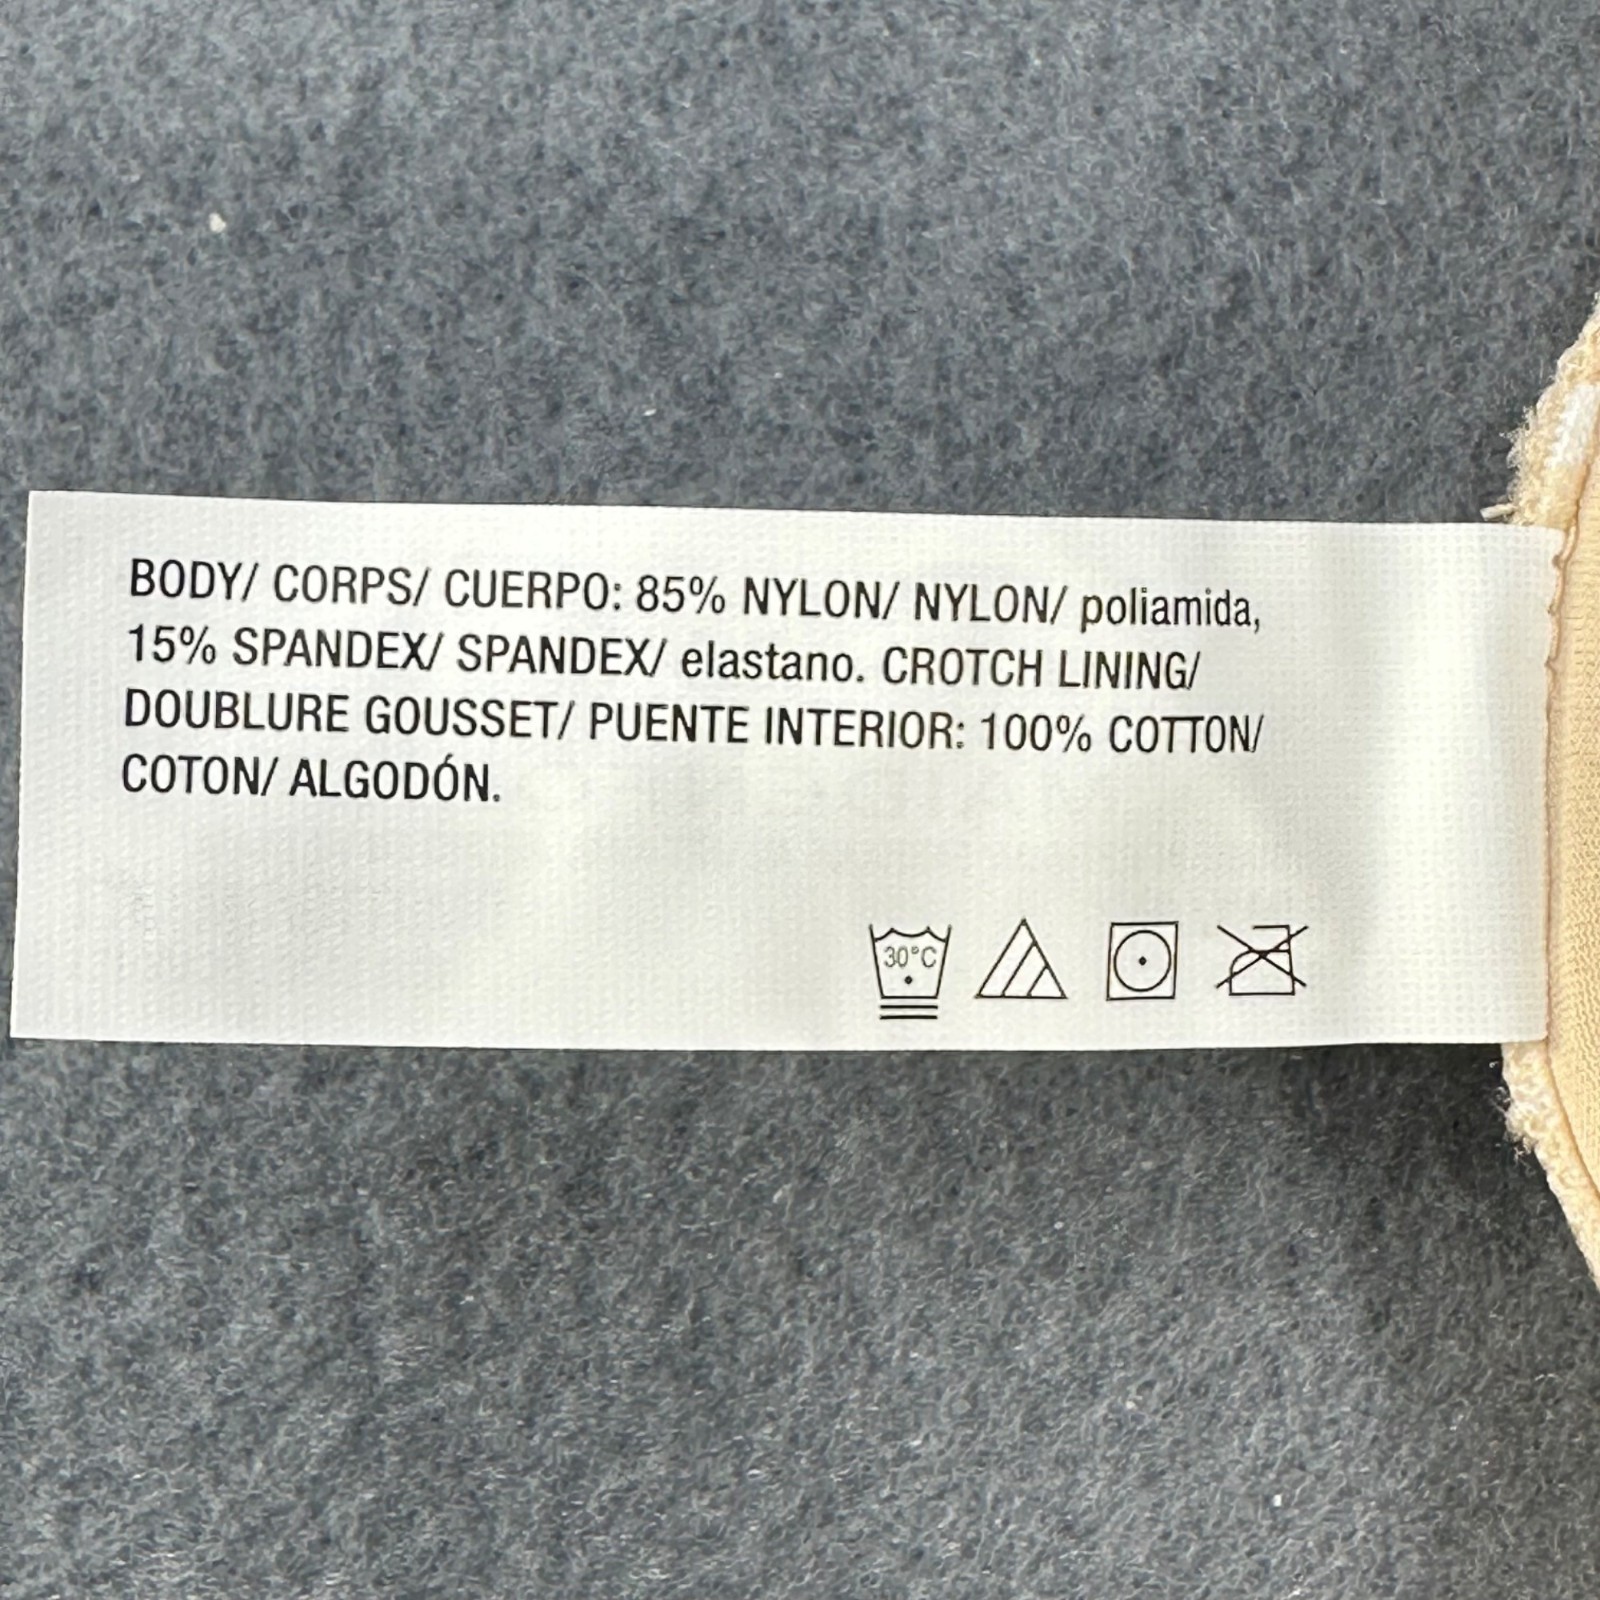 BODY/ CORPS/ CUERPO: 85% NYLON/ NYLON/ poliamida,
15% SPANDEX/ SPANDEX/ elastano. CROTCH LINING/
DOUBLURE GOUSSET/ PUENTE INTERIOR: 100% COTTON/
COTON/ ALGODÓN.
30°C